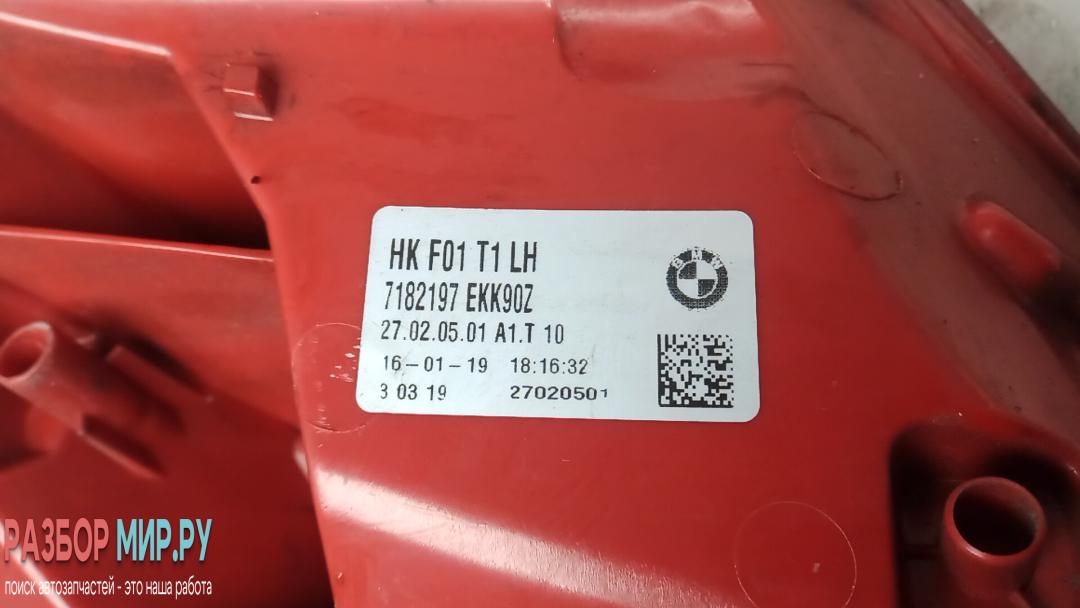 HK F01 T1 LH
7182197 EKK90Z
27.02.05.01 A1.T 10
16-01-19 18:16:32
3 03 19 27020501
BMW
РАЗБОР МИР.РУ
поиск автозапчастей - это наша работа